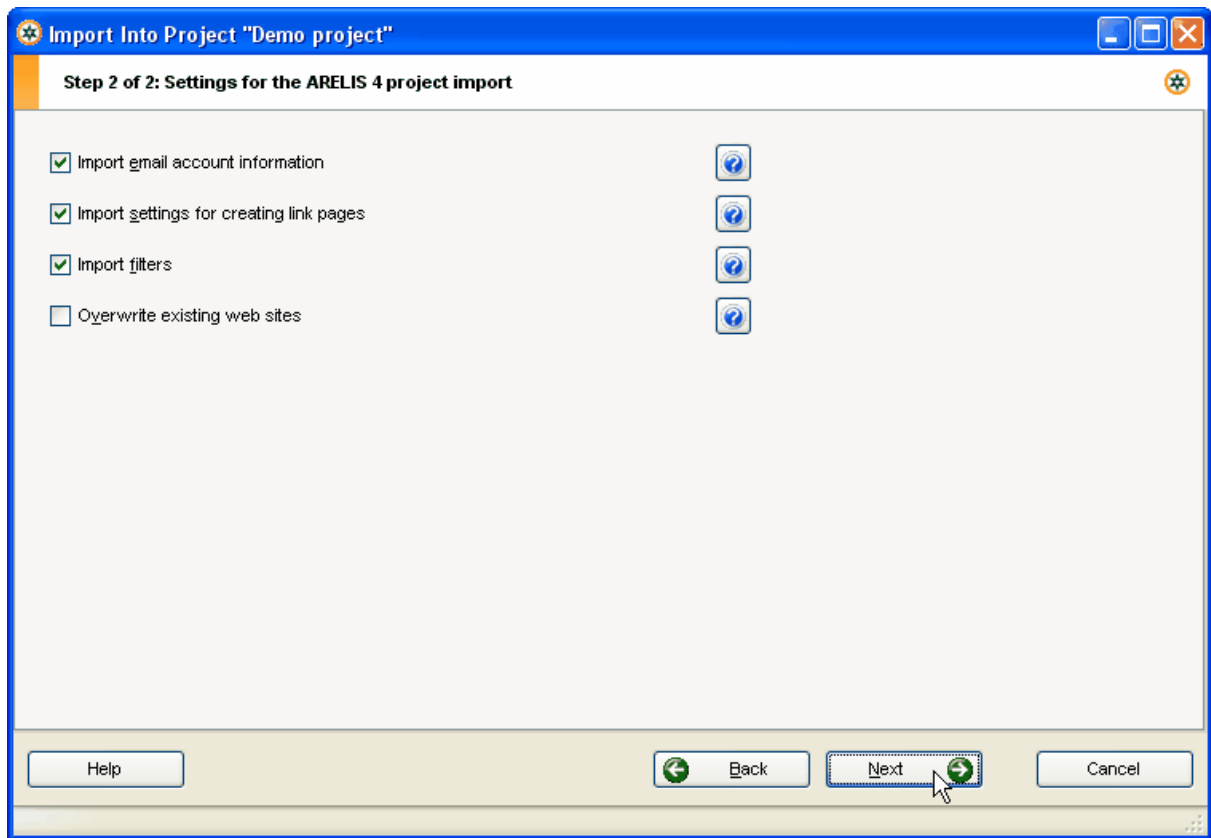 Import Into Project "Demo project"
Step 2 of 2: Settings for the ARELIS 4 project import
Import email account information
Import settings for creating link pages
Import filters
Overwrite existing web sites
Help
Back
Next
Cancel